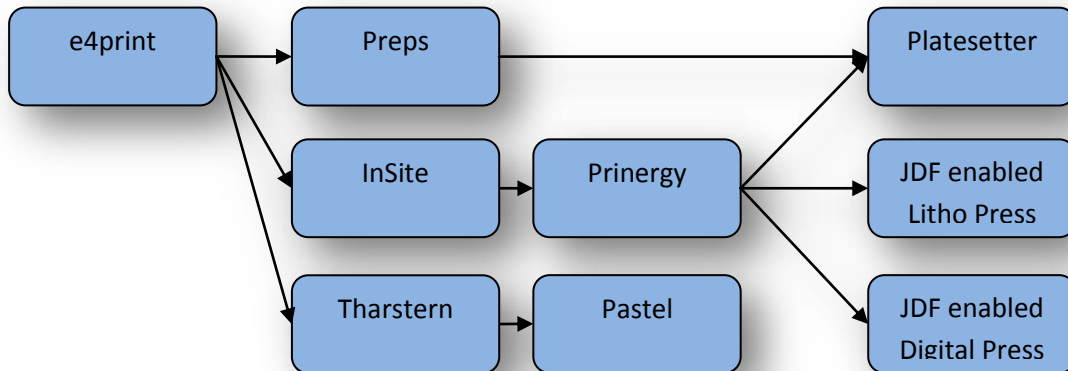 e4print
Preps
Platesetter
InSite
Prinergy
JDF enabled
Litho Press
Tharstern
Pastel
JDF enabled
Digital Press